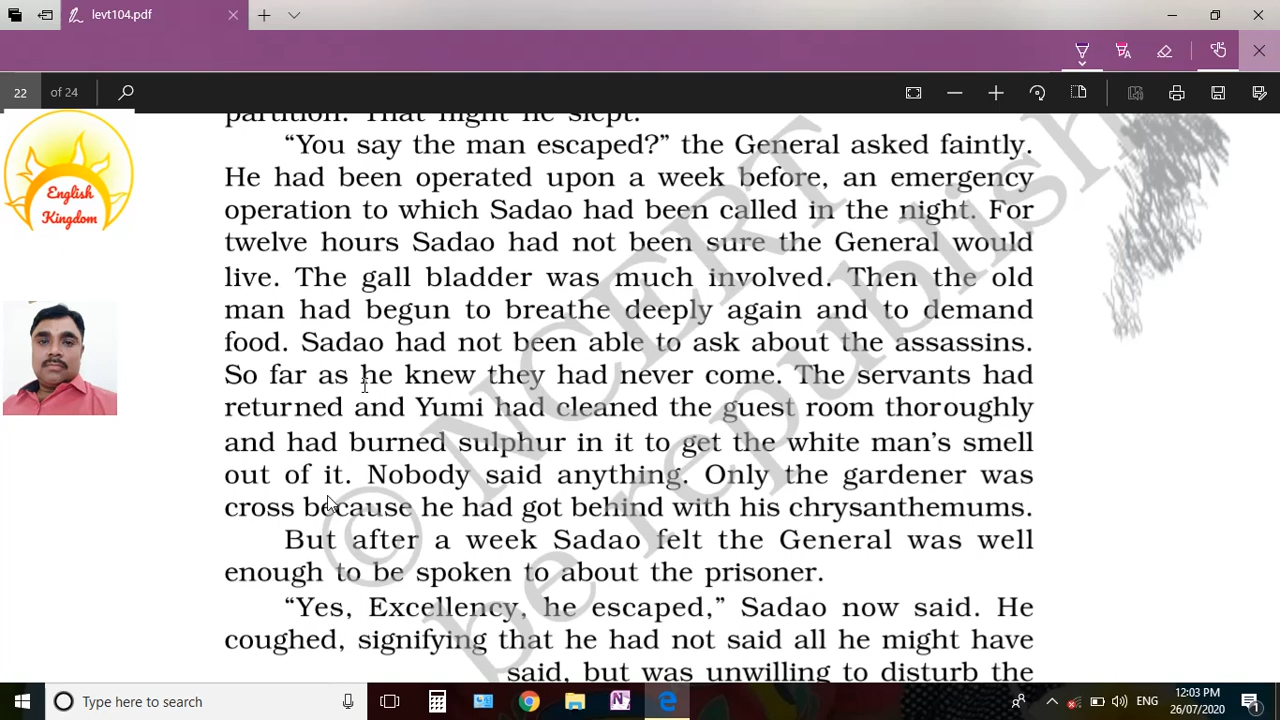 levt104.pdf
22 of 24
partition. That night he slept.
“You say the man escaped?” the General asked faintly.
He had been operated upon a week before, an emergency
operation to which Sadao had been called in the night. For
twelve hours Sadao had not been sure the General would
live. The gall bladder was much involved. Then the old
man had begun to breathe deeply again and to demand
food. Sadao had not been able to ask about the assassins.
So far as he knew they had never come. The servants had
returned and Yumi had cleaned the guest room thoroughly
and had burned sulphur in it to get the white man’s smell
out of it. Nobody said anything. Only the gardener was
cross because he had got behind with his chrysanthemums.
But after a week Sadao felt the General was well
enough to be spoken to about the prisoner.
“Yes, Excellency, he escaped,” Sadao now said. He
coughed, signifying that he had not said all he might have
said, but was unwilling to disturb the
English
Kingdom
© NCERT
be republish
Type here to search
ENG
12:03 PM
26/07/2020
1